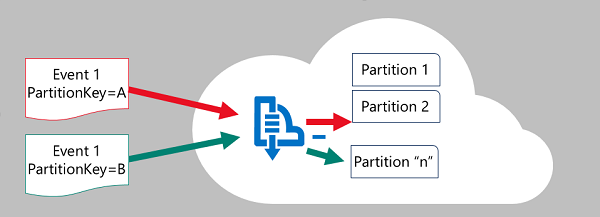 Event 1
PartitionKey=A
Event 1
PartitionKey=B
Partition 1
Partition 2
Partition “n”